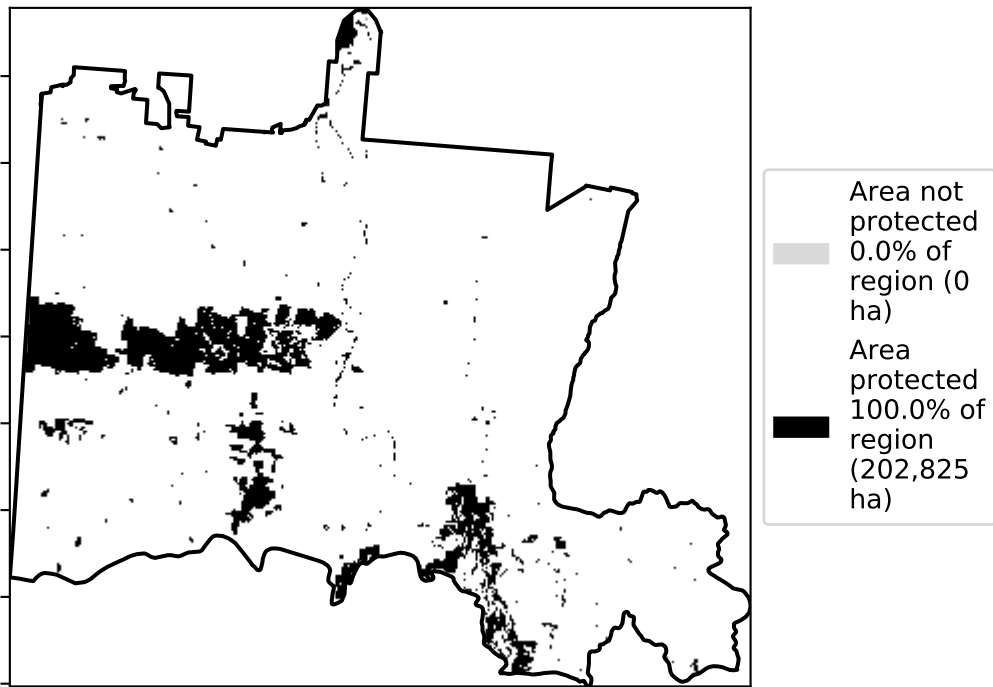 Area not
protected
0.0% of
region (0
ha)
Area
protected
100.0% of
region
(202,825
ha)